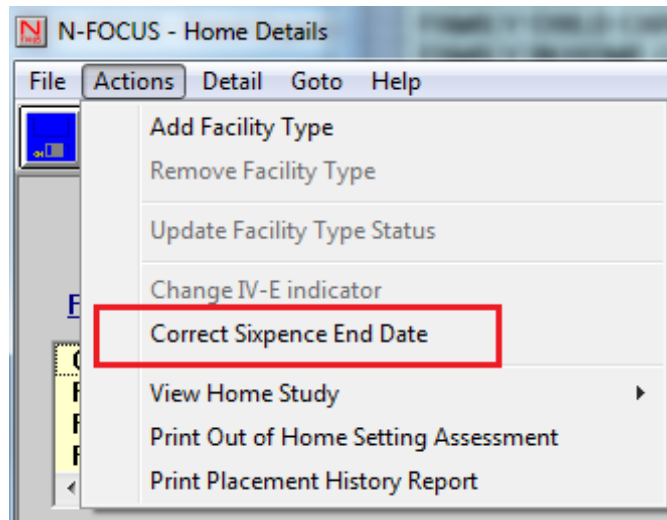 N-FOCUS - Home Details
File Actions Detail Goto Help
Add Facility Type
Remove Facility Type
Update Facility Type Status
Change IV-E indicator
Correct Sixpence End Date
View Home Study
Print Out of Home Setting Assessment
Print Placement History Report